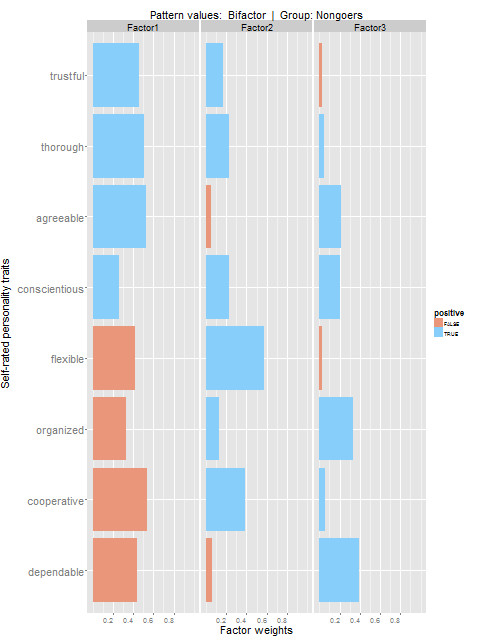 Pattern values: Bifactor | Group: Nongoers
Factor1 Factor2 Factor3
trustful
thorough
agreeable
conscientious
flexible
organized
cooperative
dependable
Self-rated personality traits
positive
FALSE
TRUE
0.2 0.4 0.6 0.8 0.2 0.4 0.6 0.8 0.2 0.4 0.6 0.8
Factor weights